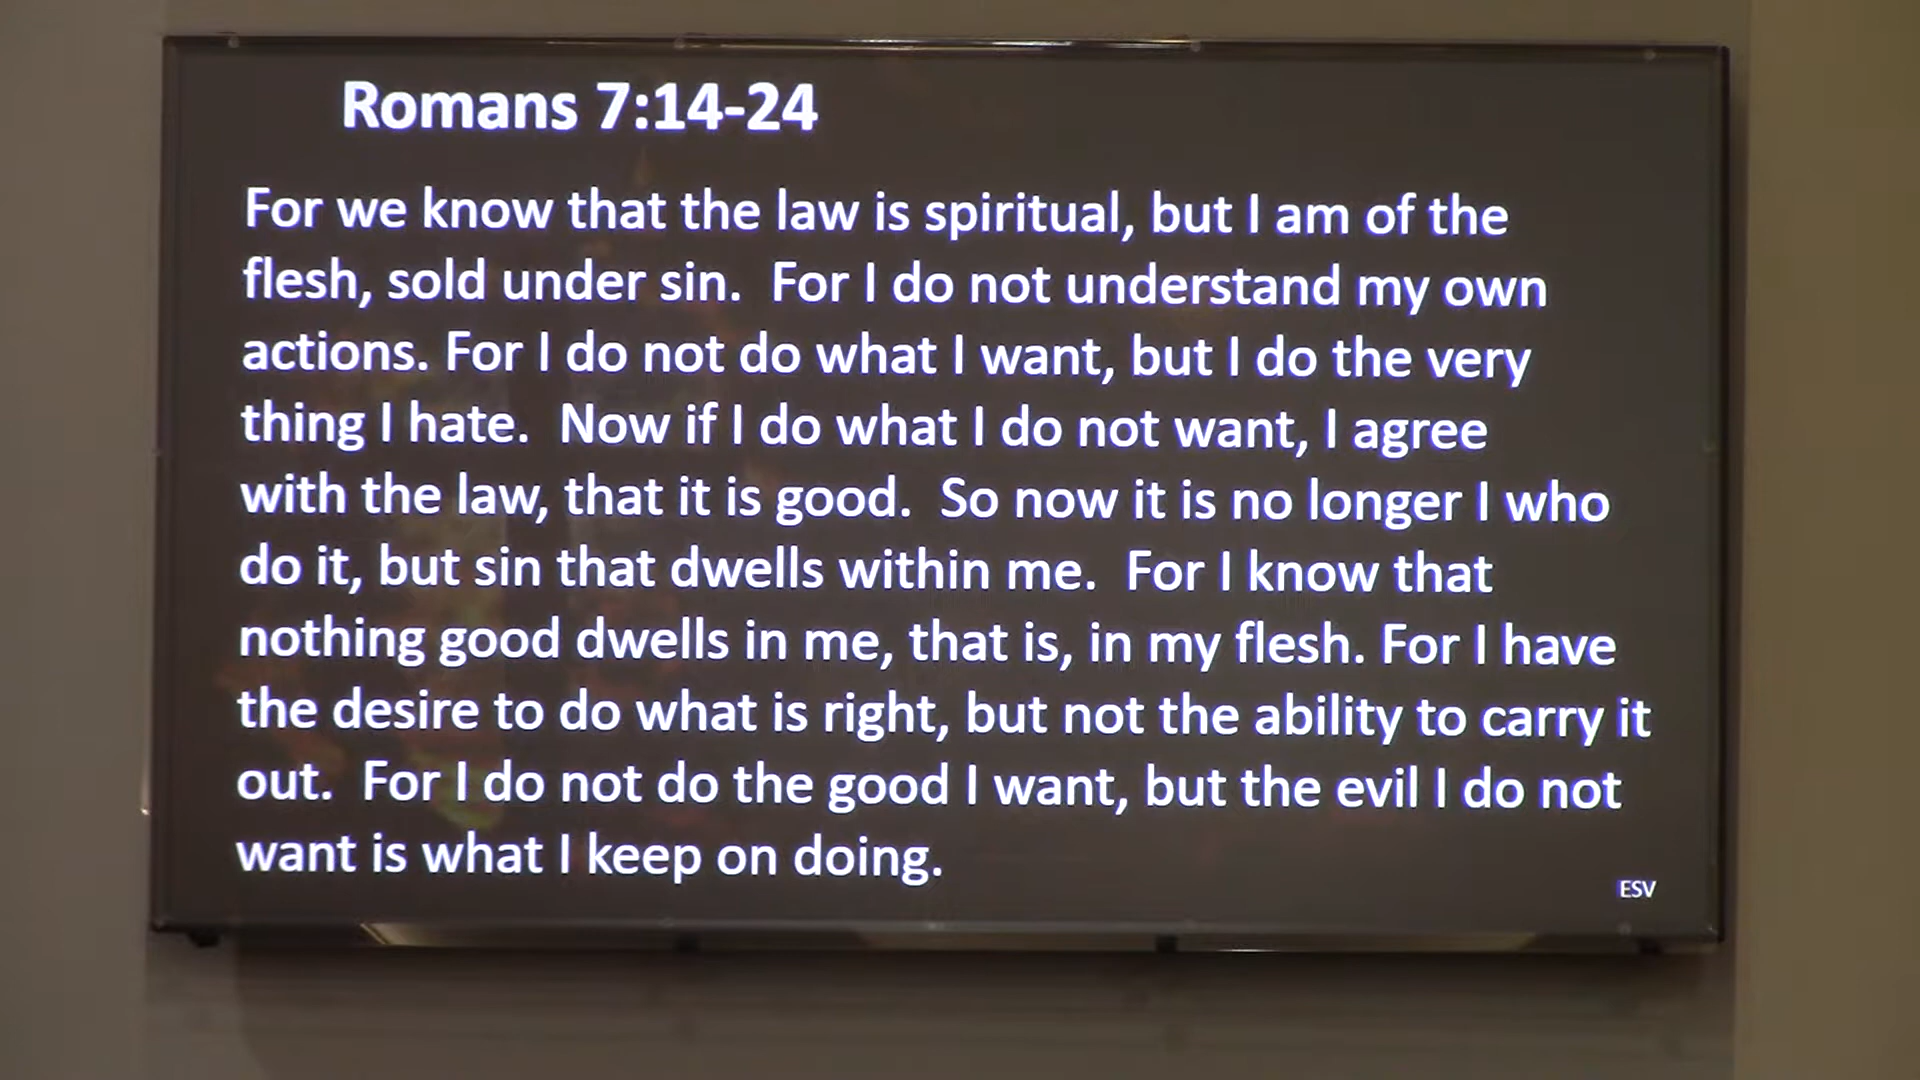 Romans 7:14-24
For we know that the law is spiritual, but I am of the
flesh, sold under sin.  For I do not understand my own
actions. For I do not do what I want, but I do the very
thing I hate.  Now if I do what I do not want, I agree
with the law, that it is good.  So now it is no longer I who
do it, but sin that dwells within me.  For I know that
nothing good dwells in me, that is, in my flesh. For I have
the desire to do what is right, but not the ability to carry it
out.  For I do not do the good I want, but the evil I do not
want is what I keep on doing.
ESV